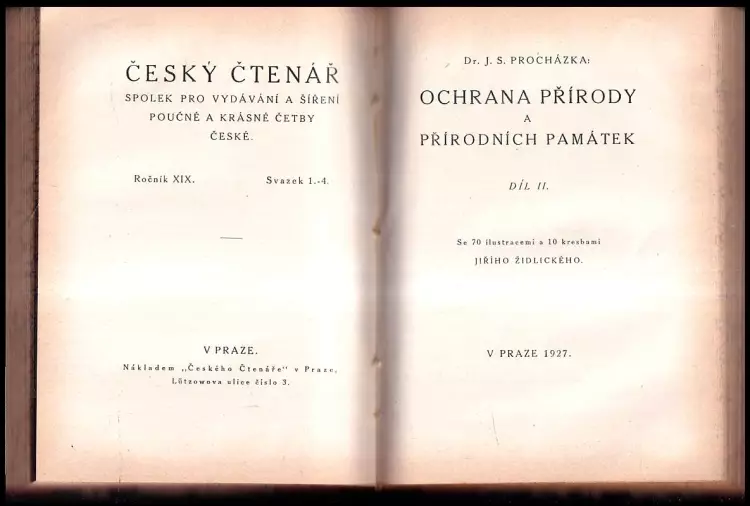 ČESKÝ ČTENÁŘ
SPOLEK PRO VYDÁVÁNÍ A ŠÍŘENÍ
POUČNÉ A KRÁSNÉ ČETBY
ČESKÉ.
Ročník XIX. Svazek 1.-4.
V PRAZE.
Nákladem „Českého Čtenáře" v Praze,
Lützowova ulice číslo 3.
Dr. J. S. PROCHÁZKA:
OCHRANA PŘÍRODY
A
PŘÍRODNÍCH PAMÁTEK
DÍL II.
Se 70 ilustracemi a 10 kresbami
JIŘÍHO ŽIDLICKÉHO.
V PRAZE 1927.